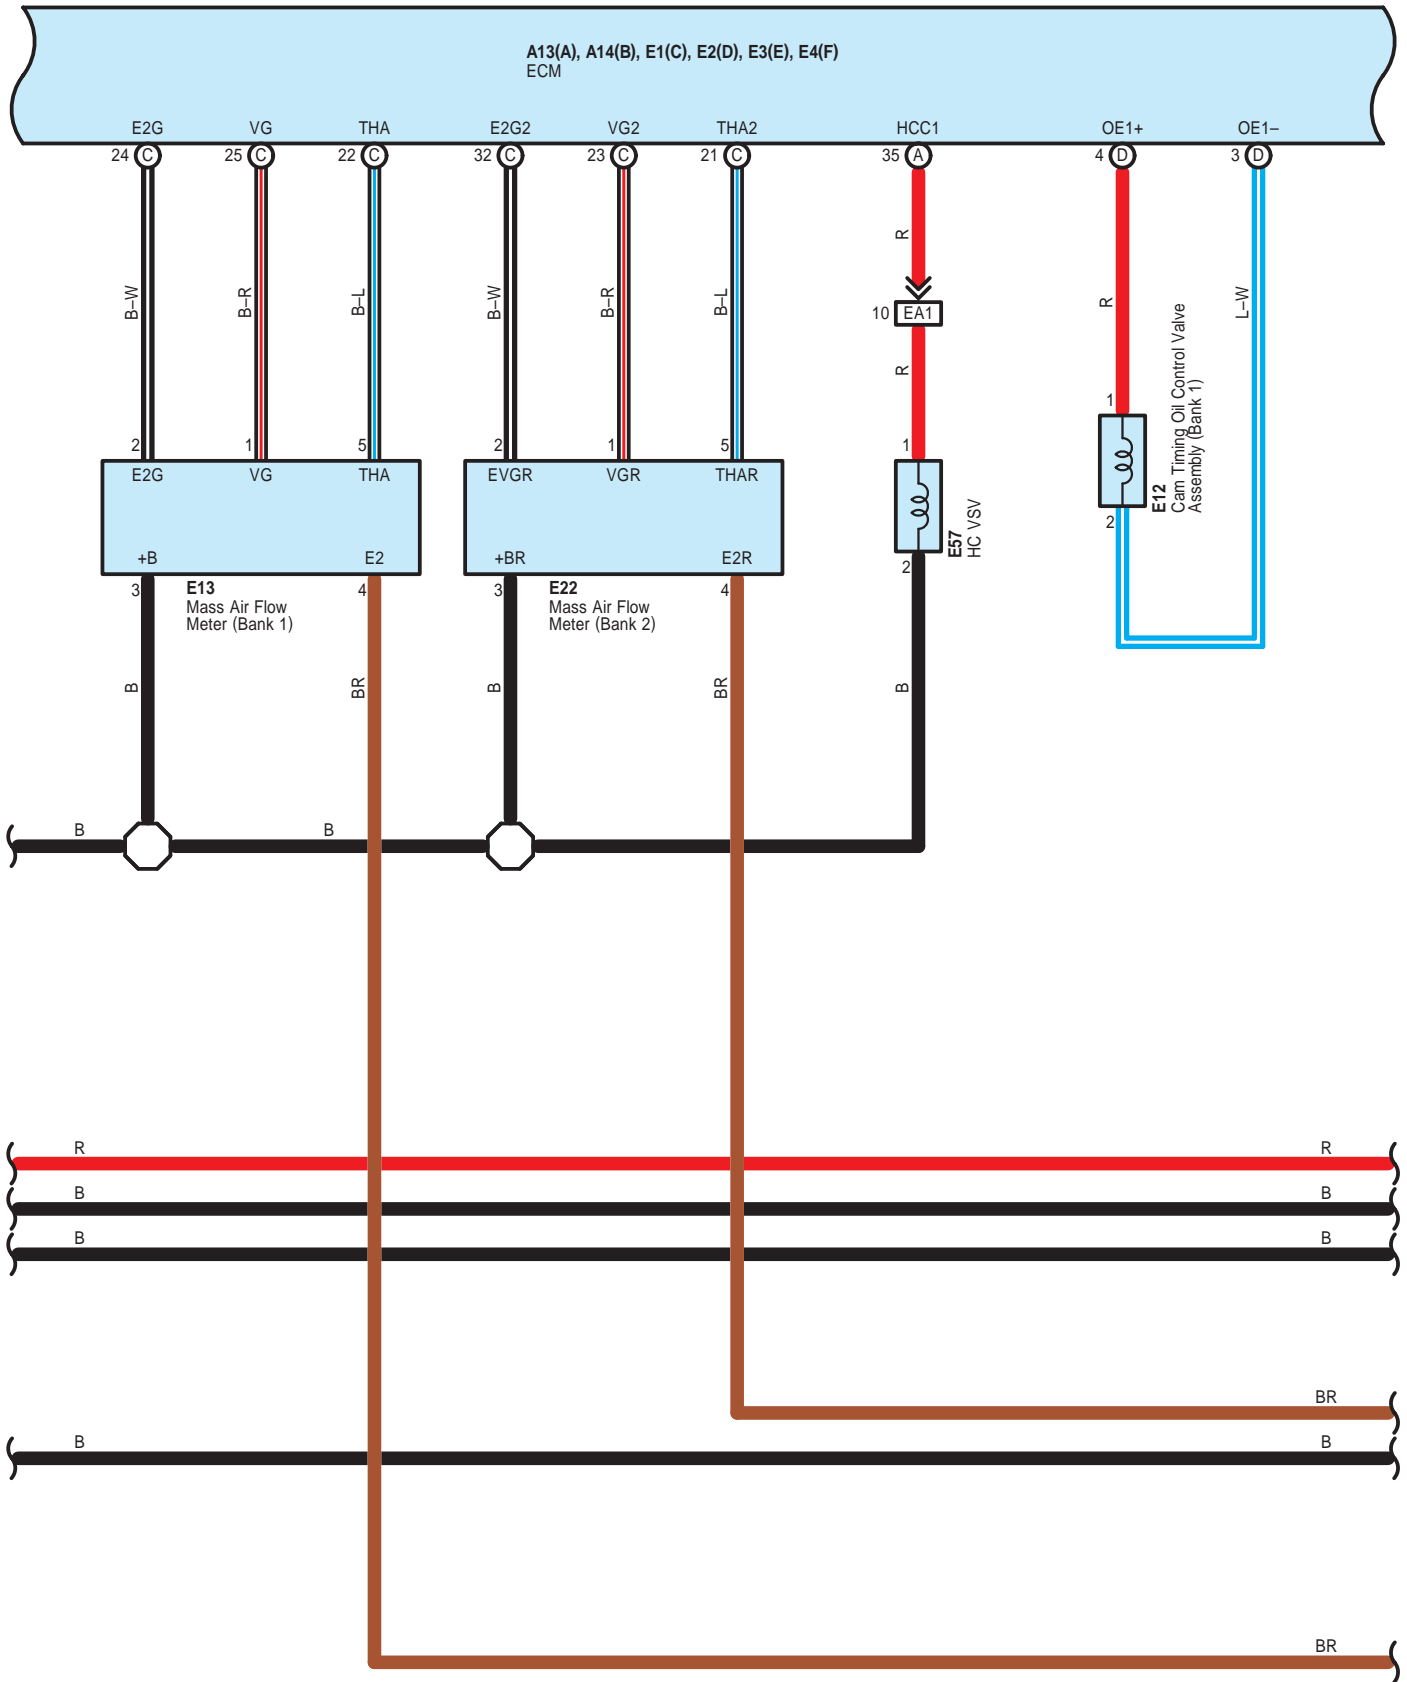 A13(A), A14(B), E1(C), E2(D), E3(E), E4(F)
ECM
E2G VG THA E2G2 VG2 THA2 HCC1 OE1+ OE1–
24 C 25 C 22 C 32 C 23 C 21 C 35 A 4 D 3 D
B–W B–R B–L B–W B–R B–L R R L–W
10 EA1
R
2 1 5 2 1 5 1 1
E2G VG THA EVGR VGR THAR
E12
Cam Timing Oil Control Valve
Assembly (Bank 1)
2
E57
HC VSV
+B E2 +BR E2R
3 4 3 4 2
E13
Mass Air Flow
Meter (Bank 1)
E22
Mass Air Flow
Meter (Bank 2)
B BR B BR B
B B
R R
B B
B B
BR
B B
BR